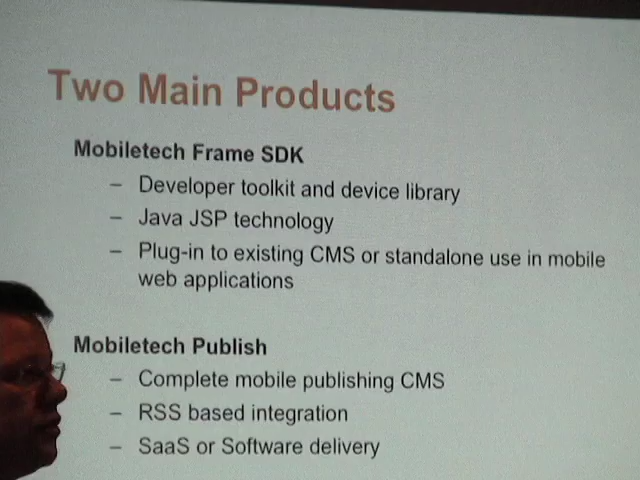 Two Main Products
Mobiletech Frame SDK
– Developer toolkit and device library
– Java JSP technology
– Plug-in to existing CMS or standalone use in mobile
web applications
Mobiletech Publish
– Complete mobile publishing CMS
– RSS based integration
– SaaS or Software delivery